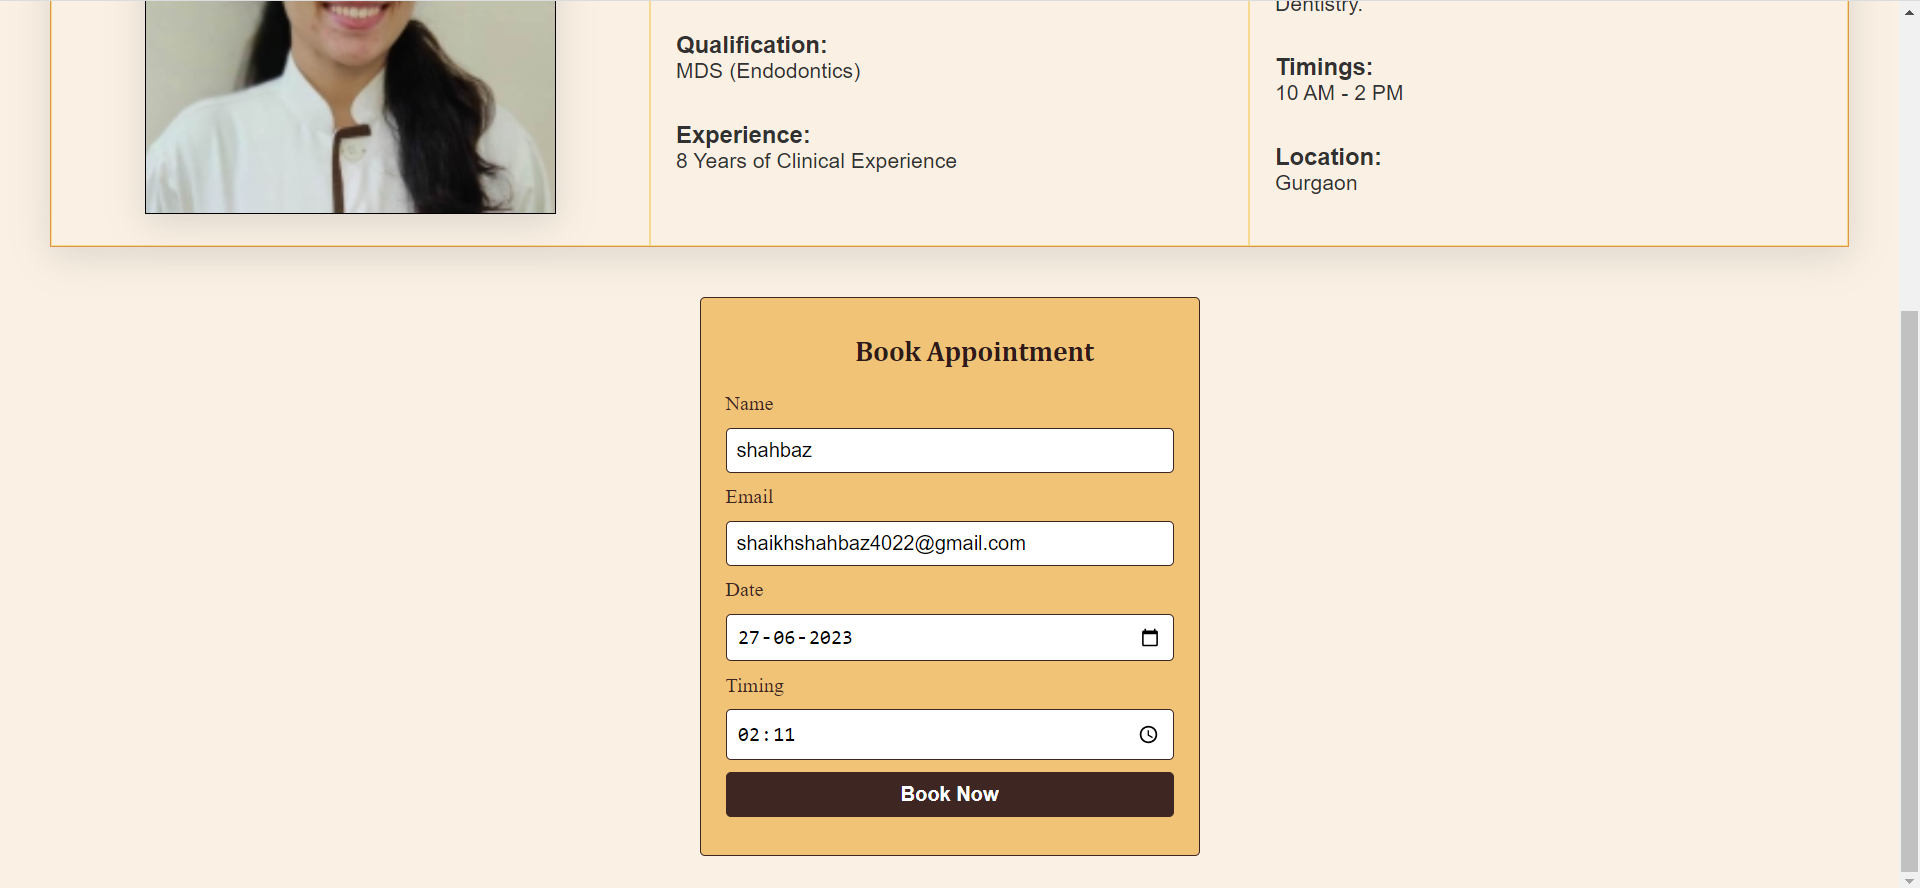 Qualification:
MDS (Endodontics)
Experience:
8 Years of Clinical Experience
Dentistry.
Timings:
10 AM - 2 PM
Location:
Gurgaon
Book Appointment
Name
shahbaz
Email
shaikhshahbaz4022@gmail.com
Date
27-06-2023
Timing
02:11
Book Now